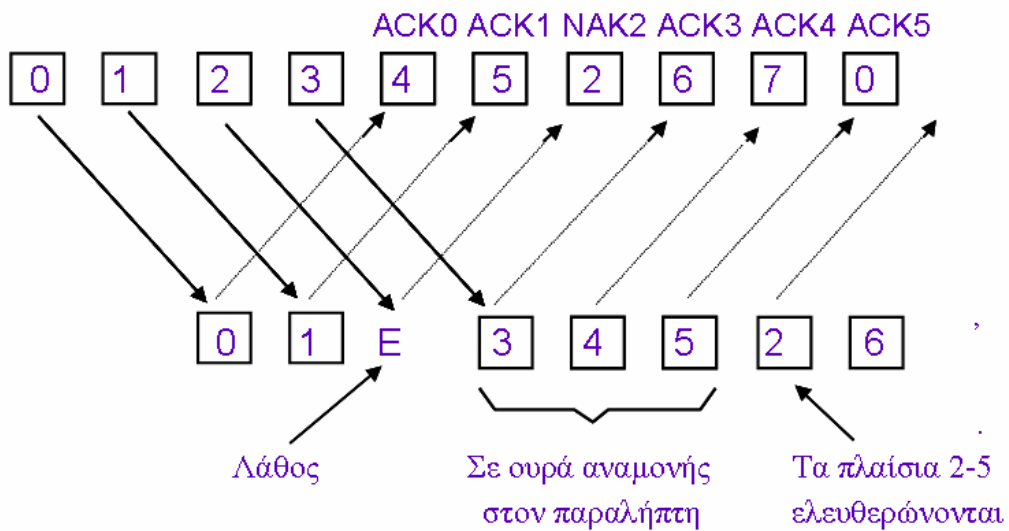 ACK0 ACK1 NAK2 ACK3 ACK4 ACK5
0 1 2 3 4 5 2 6 7 0
0 1 E 3 4 5 2 6 ,
.
Λάθος
Σε ουρά αναμονής
στον παραλήπτη
Τα πλαίσια 2-5
ελευθερώνονται